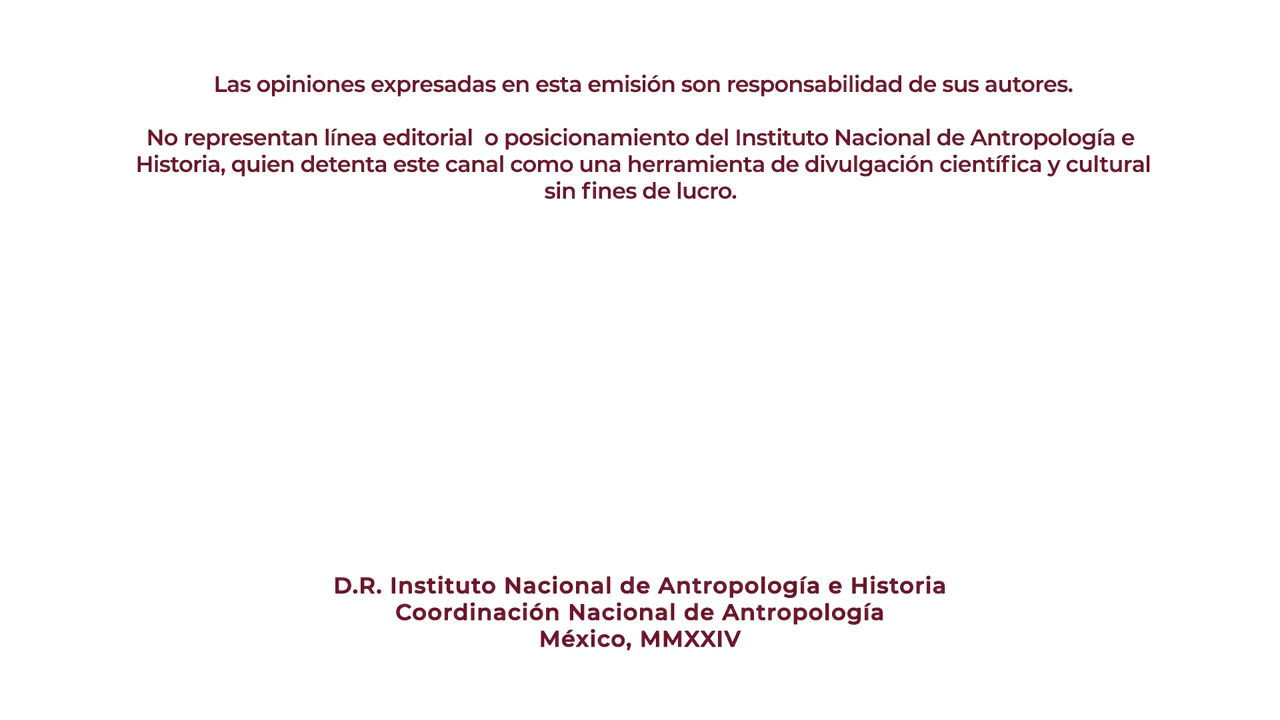 Las opiniones expresadas en esta emisión son responsabilidad de sus autores.
No representan línea editorial  o posicionamiento del Instituto Nacional de Antropología e
Historia, quien detenta este canal como una herramienta de divulgación científica y cultural
sin fines de lucro.
D.R. Instituto Nacional de Antropología e Historia
Coordinación Nacional de Antropología
México, MMXXIV